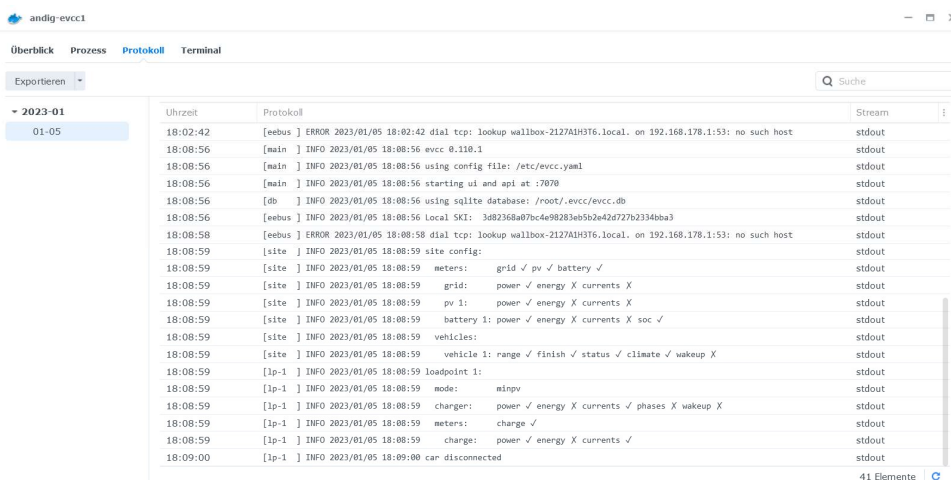 andig-evcc1
Überblick Prozess Protokoll Terminal
Exportieren
Suche
2023-01
01-05
Uhrzeit Protokoll Stream
18:02:42 [eebus ] ERROR 2023/01/05 18:02:42 dial tcp: lookup wallbox-2127A1H3T6.local. on 192.168.178.1:53: no such host stdout
18:08:56 [main ] INFO 2023/01/05 18:08:56 evcc 0.110.1 stdout
18:08:56 [main ] INFO 2023/01/05 18:08:56 using config file: /etc/evcc.yaml stdout
18:08:56 [main ] INFO 2023/01/05 18:08:56 starting ui and api at :7070 stdout
18:08:56 [db ] INFO 2023/01/05 18:08:56 using sqlite database: /root/.evcc/evcc.db stdout
18:08:56 [eebus ] INFO 2023/01/05 18:08:56 Local SKI: 3d82368a07bc4e98283eb5b2e42d727b2334bba3 stdout
18:08:58 [eebus ] ERROR 2023/01/05 18:08:58 dial tcp: lookup wallbox-2127A1H3T6.local. on 192.168.178.1:53: no such host stdout
18:08:59 [site ] INFO 2023/01/05 18:08:59 site config: stdout
18:08:59 [site ] INFO 2023/01/05 18:08:59 meters: grid ✓ pv ✓ battery ✓ stdout
18:08:59 [site ] INFO 2023/01/05 18:08:59 grid: power ✓ energy ✗ currents ✗ stdout
18:08:59 [site ] INFO 2023/01/05 18:08:59 pv 1: power ✓ energy ✗ currents ✗ stdout
18:08:59 [site ] INFO 2023/01/05 18:08:59 battery 1: power ✓ energy ✗ currents ✗ soc ✓ stdout
18:08:59 [site ] INFO 2023/01/05 18:08:59 vehicles: stdout
18:08:59 [site ] INFO 2023/01/05 18:08:59 vehicle 1: range ✓ finish ✓ status ✓ climate ✓ wakeup ✗ stdout
18:08:59 [lp-1 ] INFO 2023/01/05 18:08:59 loadpoint 1: stdout
18:08:59 [lp-1 ] INFO 2023/01/05 18:08:59 mode: minpv stdout
18:08:59 [lp-1 ] INFO 2023/01/05 18:08:59 charger: power ✓ energy ✗ currents ✓ phases ✗ wakeup ✗ stdout
18:08:59 [lp-1 ] INFO 2023/01/05 18:08:59 meters: charge ✓ stdout
18:08:59 [lp-1 ] INFO 2023/01/05 18:08:59 charge: power ✓ energy ✗ currents ✓ stdout
18:09:00 [lp-1 ] INFO 2023/01/05 18:09:00 car disconnected stdout
41 Elemente